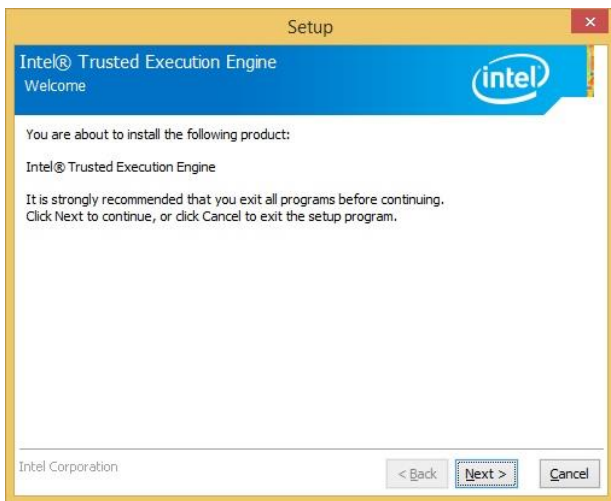 Setup
Intel® Trusted Execution Engine
Welcome
intel
You are about to install the following product:
Intel® Trusted Execution Engine
It is strongly recommended that you exit all programs before continuing.
Click Next to continue, or click Cancel to exit the setup program.
Intel Corporation
< Back Next > Cancel